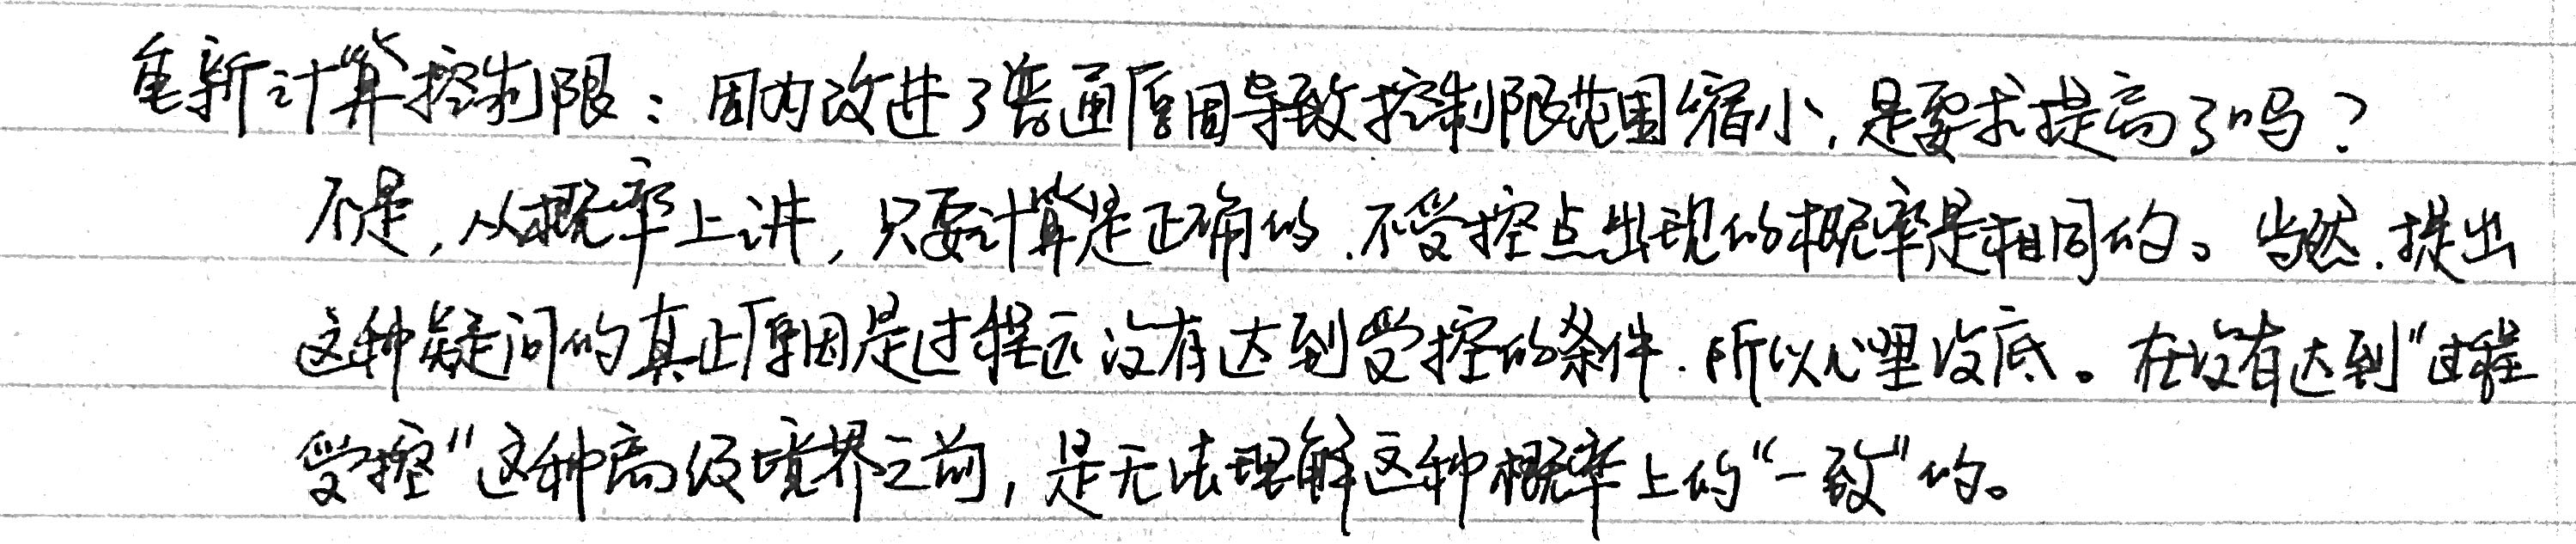 重新计算控制限：因为改进了普通原因导致控制限范围缩小，是要求提高了吗？
不是，从概率上讲，只要计算是正确的，不受控点出现的概率是相同的。当然，提出
这种疑问的真正原因是过程还没有达到受控的条件，所以心里没底。在没有达到"过程
受控"这种高级境界之前，是无法理解这种概率上的"一致"的。